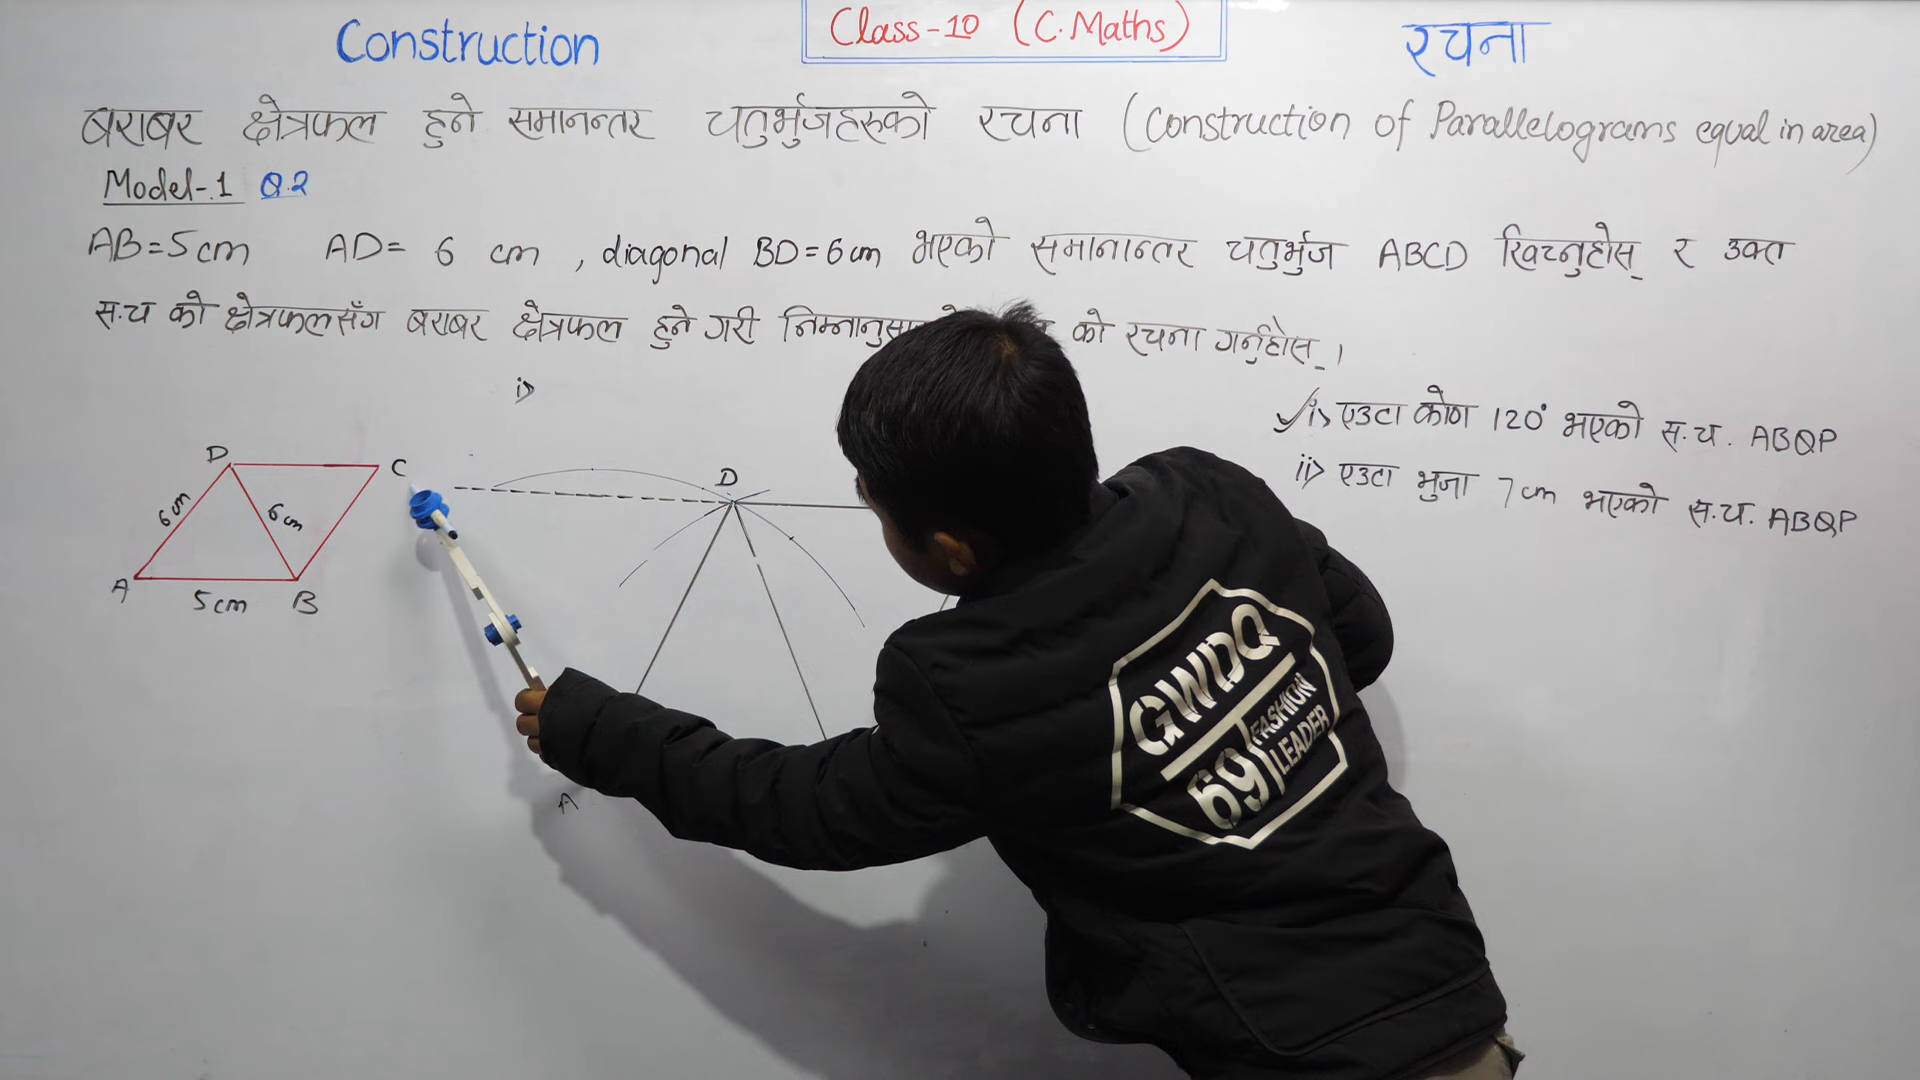 Construction
Class-10 (C.Maths)
रचना
बराबर क्षेत्रफल हुने समानन्तर चतुर्भुजहरुको रचना (Construction of Parallelograms equal in area)
Model-.1 Q.2
AB=5cm AD= 6 cm , diagonal BD=6cm भएको समानान्तर चतुर्भुज ABCD खिच्नुहोस् र उक्त
स.च को क्षेत्रफलसँग बराबर क्षेत्रफल हुने गरी को रचना गर्नुहोस् ।
i>
✓i> एउटा कोण 120° भएको स.च. ABQP
ii> एउटा भुजा 7cm भएको स.च. ABQP
D
C
6cm
6cm
A
5cm
B
D
A
GWDQ
69
FASHION
LEADER